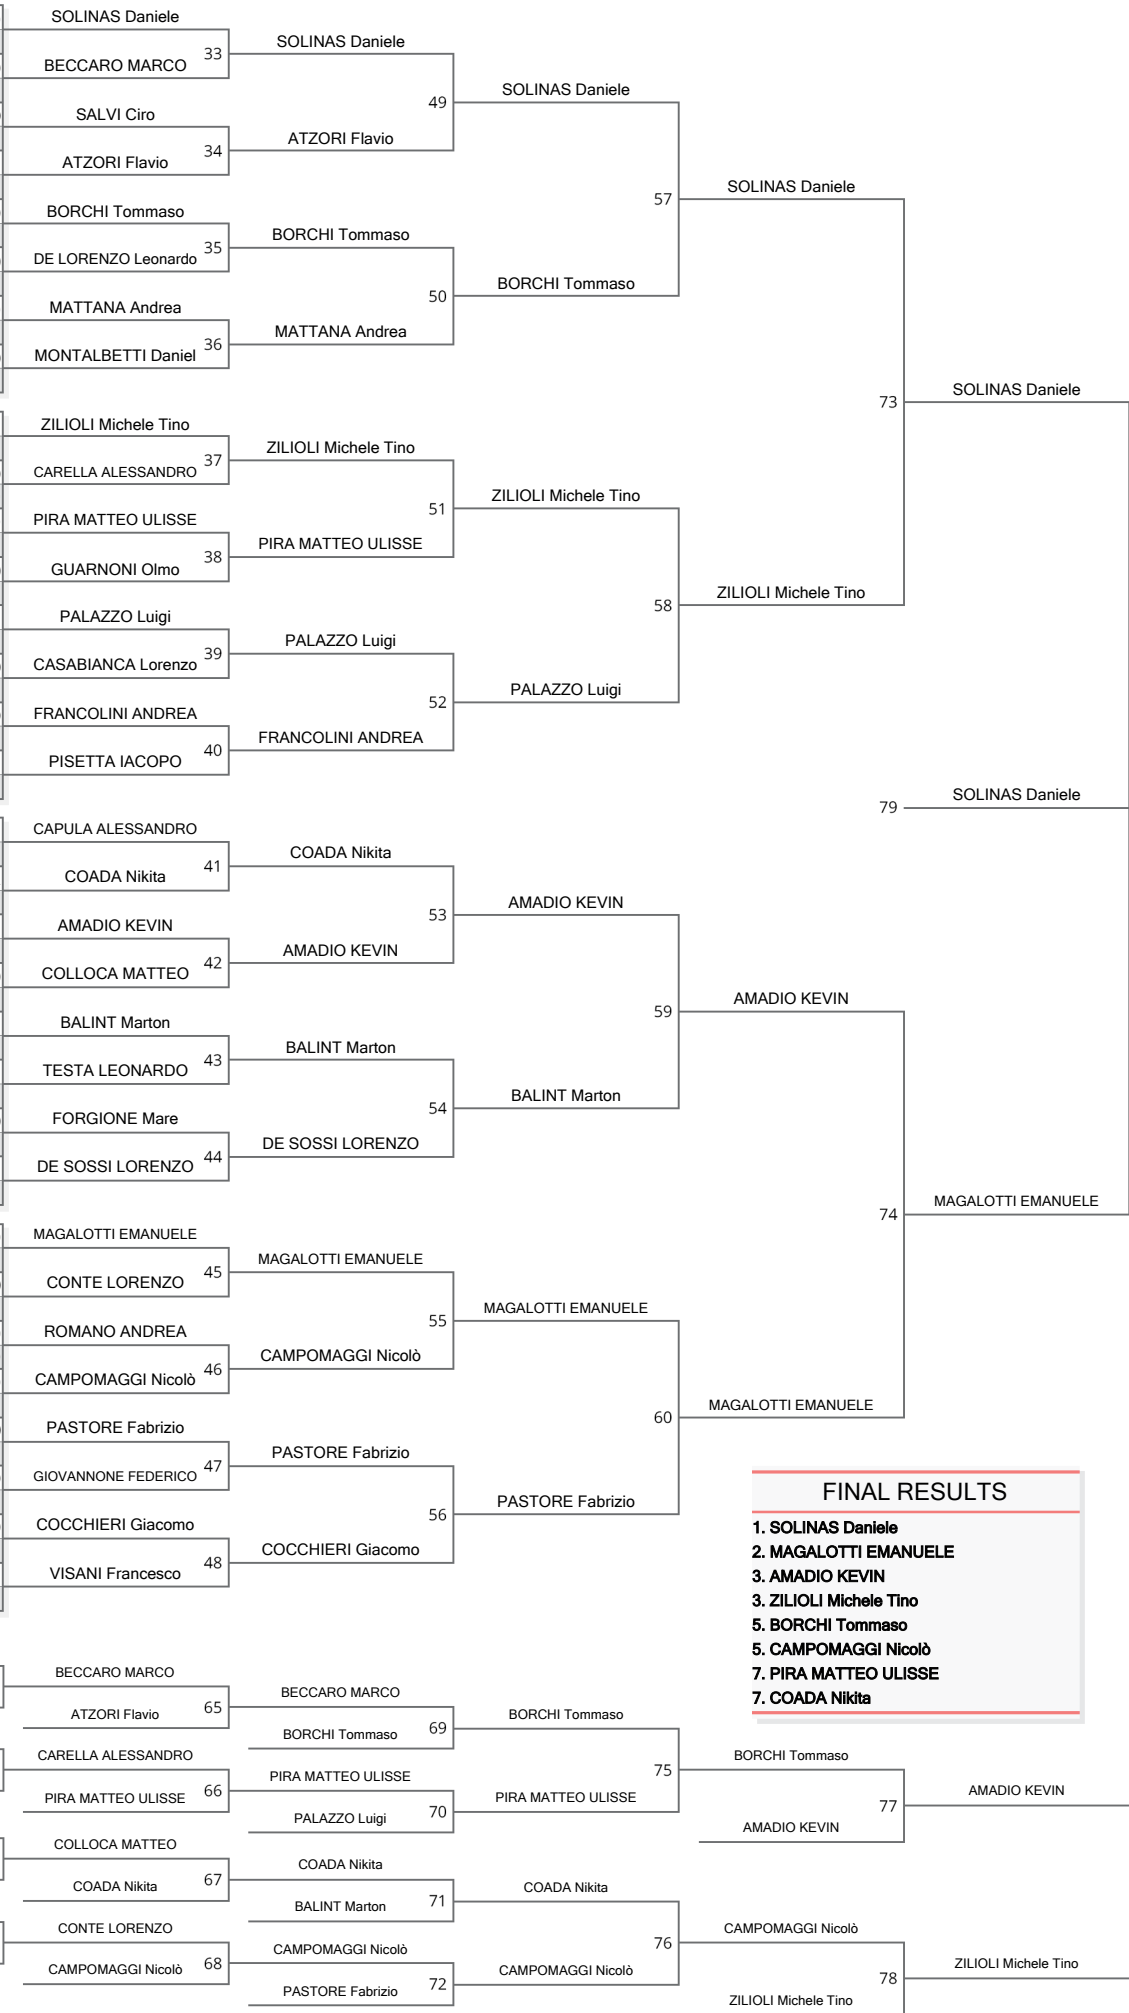 SOLINAS Daniele
SOLINAS Daniele
33
BECCARO MARCO
SOLINAS Daniele
49
SALVI Ciro
ATZORI Flavio
34
ATZORI Flavio
SOLINAS Daniele
57
BORCHI Tommaso
BORCHI Tommaso
35
DE LORENZO Leonardo
BORCHI Tommaso
50
MATTANA Andrea
MATTANA Andrea
36
MONTALBETTI Daniel
SOLINAS Daniele
73
ZILIOLI Michele Tino
ZILIOLI Michele Tino
37
CARELLA ALESSANDRO
ZILIOLI Michele Tino
51
PIRA MATTEO ULISSE
PIRA MATTEO ULISSE
38
GUARNONI Olmo
ZILIOLI Michele Tino
58
PALAZZO Luigi
PALAZZO Luigi
39
CASABIANCA Lorenzo
PALAZZO Luigi
52
FRANCOLINI ANDREA
FRANCOLINI ANDREA
40
PISETTA IACOPO
SOLINAS Daniele
79
CAPULA ALESSANDRO
COADA Nikita
41
COADA Nikita
AMADIO KEVIN
53
AMADIO KEVIN
AMADIO KEVIN
42
COLLOCA MATTEO
AMADIO KEVIN
59
BALINT Marton
BALINT Marton
43
TESTA LEONARDO
BALINT Marton
54
FORGIONE Mare
DE SOSSI LORENZO
44
DE SOSSI LORENZO
MAGALOTTI EMANUELE
74
MAGALOTTI EMANUELE
MAGALOTTI EMANUELE
45
CONTE LORENZO
MAGALOTTI EMANUELE
55
ROMANO ANDREA
CAMPOMAGGI Nicolò
46
CAMPOMAGGI Nicolò
MAGALOTTI EMANUELE
60
PASTORE Fabrizio
PASTORE Fabrizio
47
GIOVANNONE FEDERICO
PASTORE Fabrizio
56
COCCHIERI Giacomo
COCCHIERI Giacomo
48
VISANI Francesco
FINAL RESULTS
1. SOLINAS Daniele
2. MAGALOTTI EMANUELE
3. AMADIO KEVIN
3. ZILIOLI Michele Tino
5. BORCHI Tommaso
5. CAMPOMAGGI Nicolò
7. PIRA MATTEO ULISSE
7. COADA Nikita
BECCARO MARCO
BECCARO MARCO
65
ATZORI Flavio
BORCHI Tommaso
69
BORCHI Tommaso
CARELLA ALESSANDRO
BORCHI Tommaso
75
PIRA MATTEO ULISSE
66
PIRA MATTEO ULISSE
PIRA MATTEO ULISSE
70
PALAZZO Luigi
AMADIO KEVIN
77
AMADIO KEVIN
COLLOCA MATTEO
COADA Nikita
67
COADA Nikita
COADA Nikita
71
BALINT Marton
CONTE LORENZO
CAMPOMAGGI Nicolò
76
CAMPOMAGGI Nicolò
68
CAMPOMAGGI Nicolò
CAMPOMAGGI Nicolò
72
PASTORE Fabrizio
ZILIOLI Michele Tino
78
ZILIOLI Michele Tino